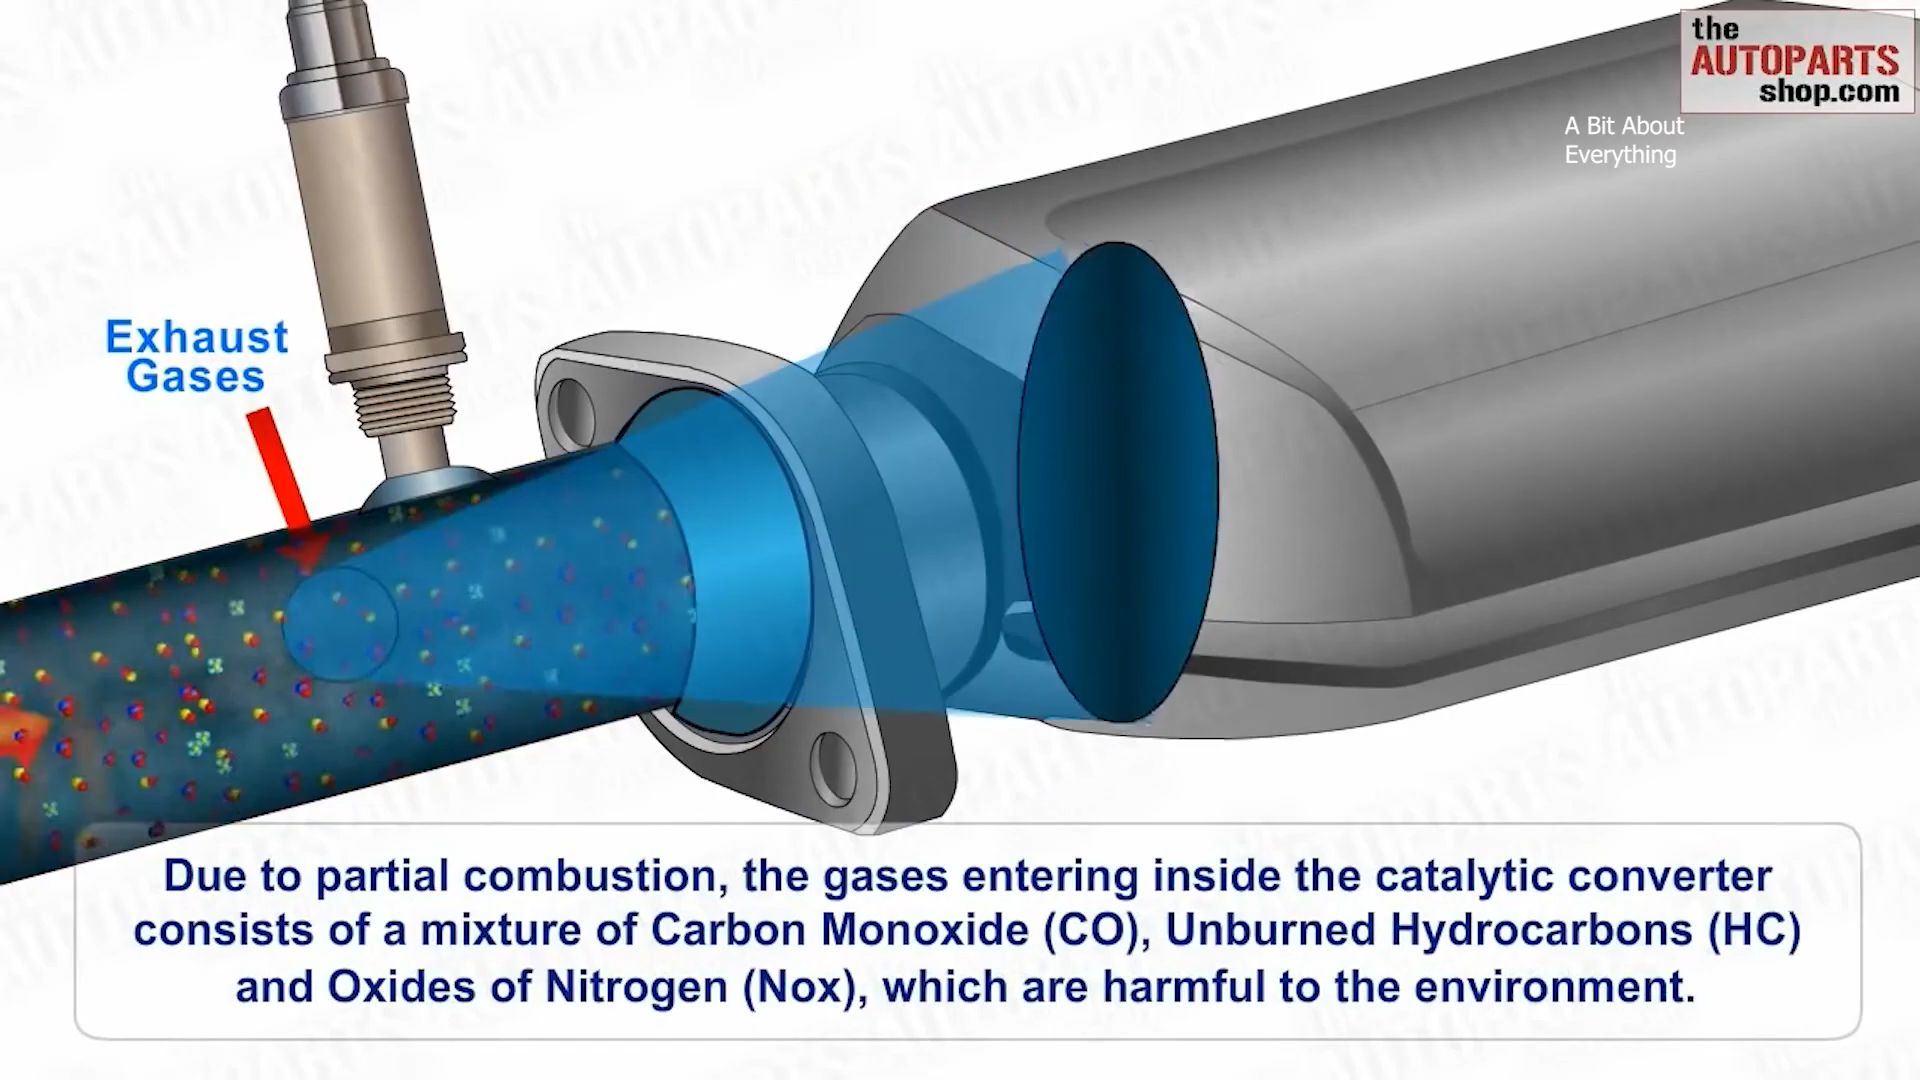 the
AUTOPARTS
shop.com
A Bit About
Everything
Exhaust
Gases
Due to partial combustion, the gases entering inside the catalytic converter
consists of a mixture of Carbon Monoxide (CO), Unburned Hydrocarbons (HC)
and Oxides of Nitrogen (Nox), which are harmful to the environment.